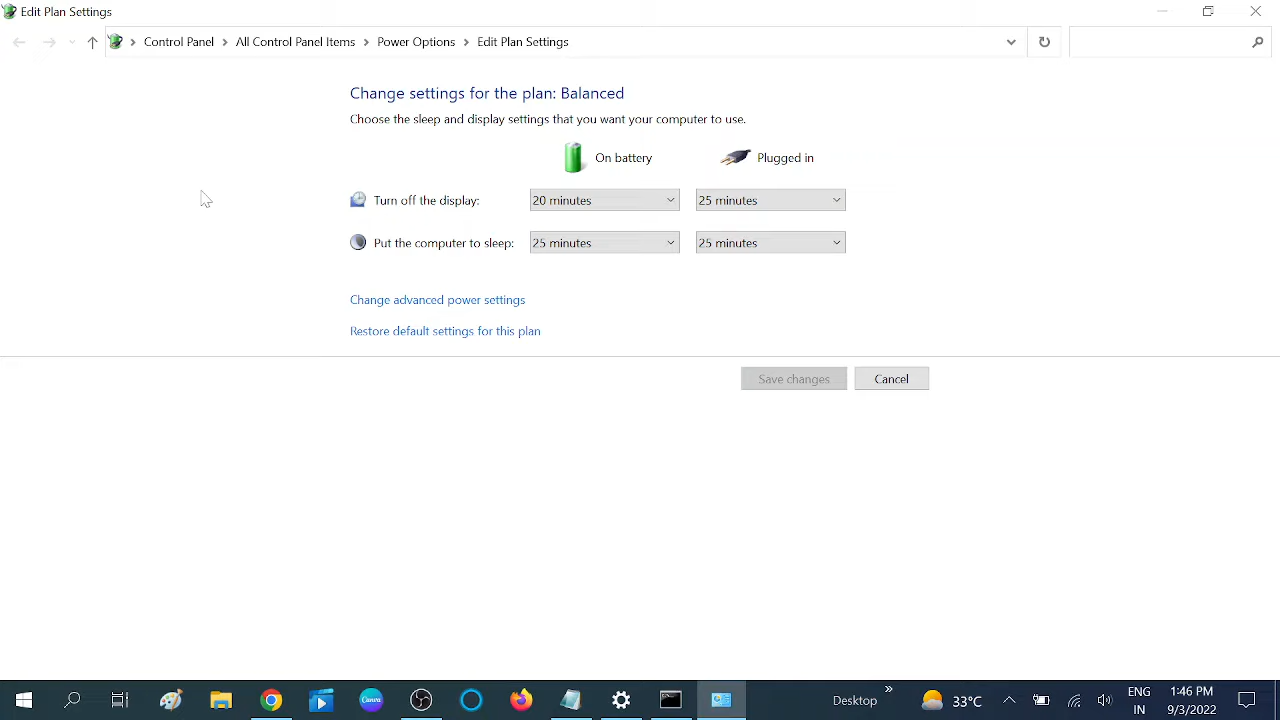 Edit Plan Settings
Control Panel > All Control Panel Items > Power Options > Edit Plan Settings
Change settings for the plan: Balanced
Choose the sleep and display settings that you want your computer to use.
On battery Plugged in
Turn off the display: 20 minutes 25 minutes
Put the computer to sleep: 25 minutes 25 minutes
Change advanced power settings
Restore default settings for this plan
Save changes Cancel
Canva
Desktop » 33°C ENG IN 1:46 PM 9/3/2022